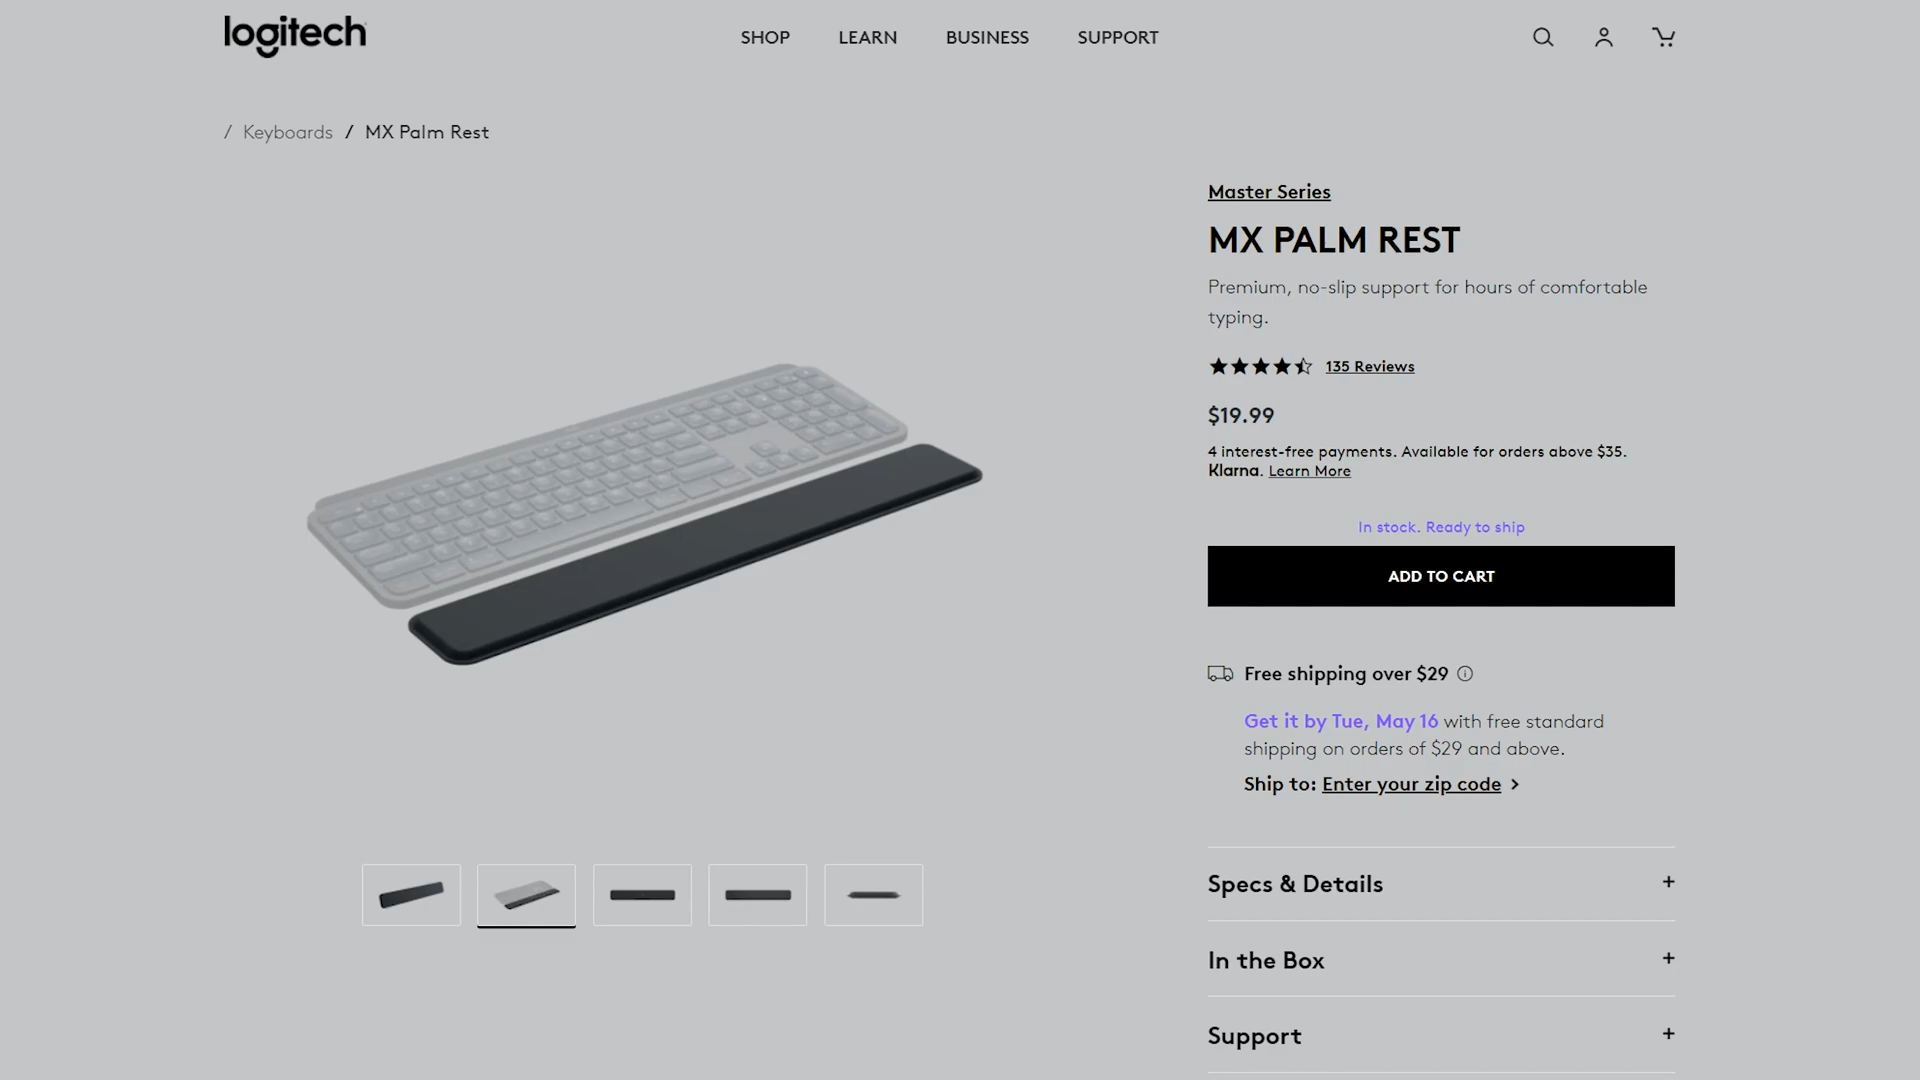 logitech
SHOP LEARN BUSINESS SUPPORT
/ Keyboards / MX Palm Rest
Master Series
MX PALM REST
Premium, no-slip support for hours of comfortable
typing.
135 Reviews
$19.99
4 interest-free payments. Available for orders above $35.
Klarna. Learn More
In stock. Ready to ship
ADD TO CART
Free shipping over $29
Get it by Tue, May 16 with free standard
shipping on orders of $29 and above.
Ship to: Enter your zip code >
Specs & Details +
In the Box +
Support +